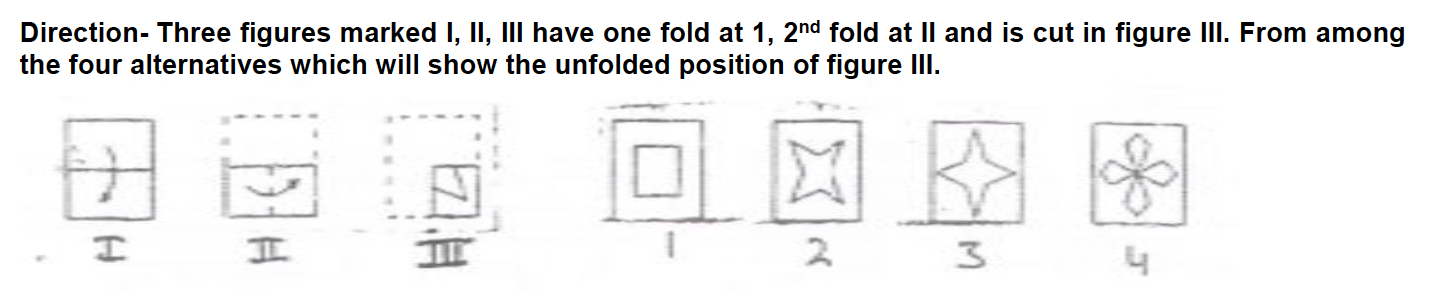 Direction- Three figures marked I, II, III have one fold at 1, 2nd fold at II and is cut in figure III. From among
the four alternatives which will show the unfolded position of figure III.
I II III 1 2 3 4